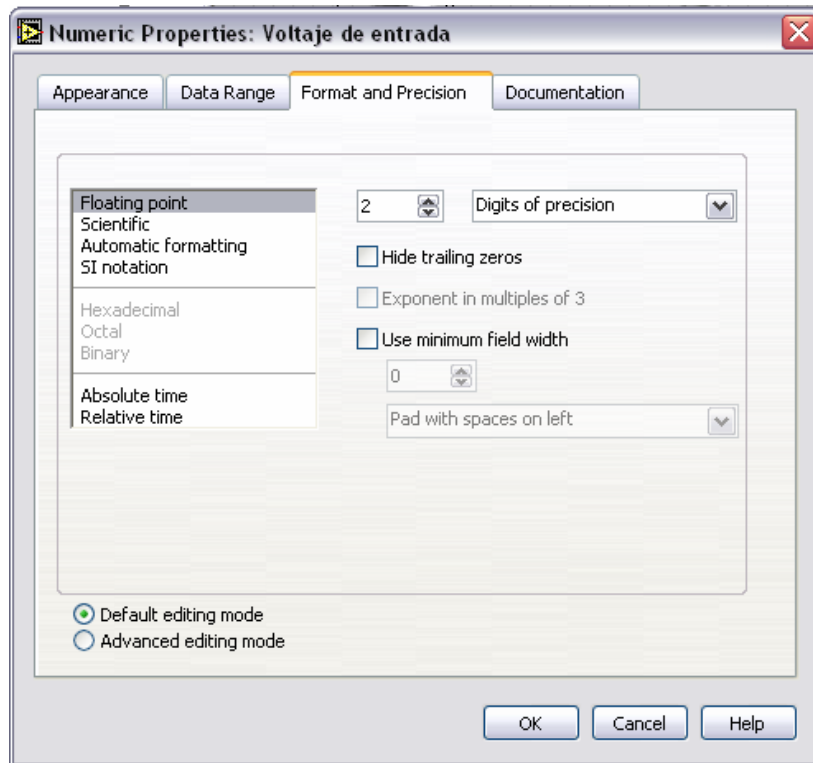 Numeric Properties: Voltaje de entrada
Appearance Data Range Format and Precision Documentation
Floating point
Scientific
Automatic formatting
SI notation
Hexadecimal
Octal
Binary
Absolute time
Relative time
2 Digits of precision
Hide trailing zeros
Exponent in multiples of 3
Use minimum field width
0
Pad with spaces on left
Default editing mode
Advanced editing mode
OK Cancel Help